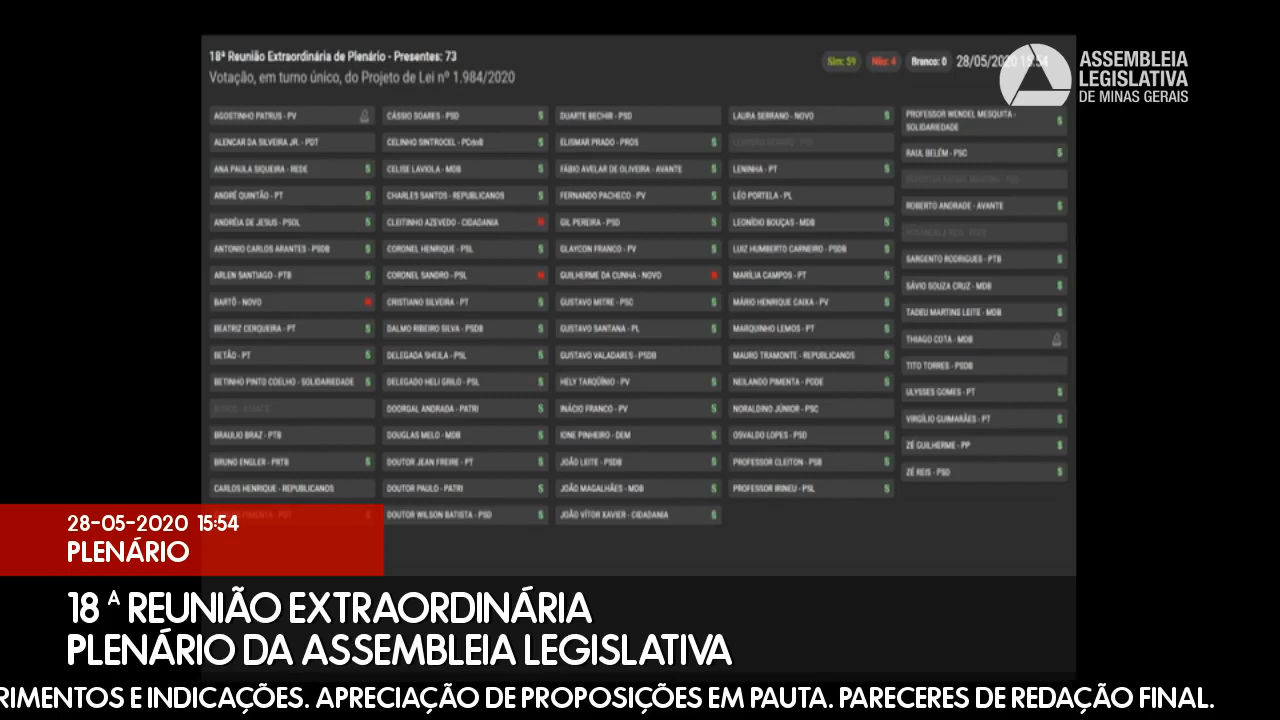 18ª Reunião Extraordinária de Plenário - Presentes: 73
Sim: 59 Não: 4 Branco: 0 28/05/2020 15:54
Votação, em turno único, do Projeto de Lei nº 1.984/2020
ASSEMBLEIA
LEGISLATIVA
DE MINAS GERAIS
AGOSTINHO PATRUS - PV
ALENCAR DA SILVEIRA JR. - PDT
ANA PAULA SIQUEIRA - REDE S
ANDRÉ QUINTÃO - PT S
ANDRÉIA DE JESUS - PSOL S
ANTONIO CARLOS ARANTES - PSDB S
ARLEN SANTIAGO - PTB S
BARTÔ - NOVO N
BEATRIZ CERQUEIRA - PT S
BETÃO - PT S
BETINHO PINTO COELHO - SOLIDARIEDADE S
BRAULIO BRAZ - PTB
BRUNO ENGLER - PRTB S
CARLOS HENRIQUE - REPUBLICANOS
CÁSSIO SOARES - PSD S
CELINHO SINTROCEL - PCdoB S
CELISE LAVIOLA - MDB S
CHARLES SANTOS - REPUBLICANOS S
CLEITINHO AZEVEDO - CIDADANIA N
CORONEL HENRIQUE - PSL S
CORONEL SANDRO - PSL N
CRISTIANO SILVEIRA - PT S
DALMO RIBEIRO SILVA - PSDB S
DELEGADA SHEILA - PSL S
DELEGADO HELI GRILO - PSL S
DOORGAL ANDRADA - PATRI S
DOUGLAS MELO - MDB S
DOUTOR JEAN FREIRE - PT S
DOUTOR PAULO - PATRI S
DOUTOR WILSON BATISTA - PSD S
DUARTE BECHIR - PSD
ELISMAR PRADO - PROS S
FÁBIO AVELAR DE OLIVEIRA - AVANTE S
FERNANDO PACHECO - PV S
GIL PEREIRA - PSD S
GLAYCON FRANCO - PV S
GUILHERME DA CUNHA - NOVO N
GUSTAVO MITRE - PSC S
GUSTAVO SANTANA - PL S
GUSTAVO VALADARES - PSDB
HELY TARQÜÍNIO - PV S
INÁCIO FRANCO - PV S
IONE PINHEIRO - DEM S
JOÃO LEITE - PSDB S
JOÃO MAGALHÃES - MDB S
JOÃO VÍTOR XAVIER - CIDADANIA S
LAURA SERRANO - NOVO S
LENINHA - PT S
LÉO PORTELA - PL
LEONÍDIO BOUÇAS - MDB S
LUIZ HUMBERTO CARNEIRO - PSDB S
MARÍLIA CAMPOS - PT S
MÁRIO HENRIQUE CAIXA - PV S
MARQUINHO LEMOS - PT S
MAURO TRAMONTE - REPUBLICANOS S
NEILANDO PIMENTA - PODE S
NORALDINO JÚNIOR - PSC
OSVALDO LOPES - PSD S
PROFESSOR CLEITON - PSB S
PROFESSOR IRINEU - PSL S
PROFESSOR WENDEL MESQUITA -
SOLIDARIEDADE S
RAUL BELÉM - PSC S
ROBERTO ANDRADE - AVANTE S
SARGENTO RODRIGUES - PTB S
SÁVIO SOUZA CRUZ - MDB S
TADEU MARTINS LEITE - MDB S
THIAGO COTA - MDB
TITO TORRES - PSDB
ULYSSES GOMES - PT S
VIRGÍLIO GUIMARÃES - PT S
ZÉ GUILHERME - PP S
ZÉ REIS - PSD S
28-05-2020 15:54
PLENÁRIO
18 ª REUNIÃO EXTRAORDINÁRIA
PLENÁRIO DA ASSEMBLEIA LEGISLATIVA
RIMENTOS E INDICAÇÕES. APRECIAÇÃO DE PROPOSIÇÕES EM PAUTA. PARECERES DE REDAÇÃO FINAL.